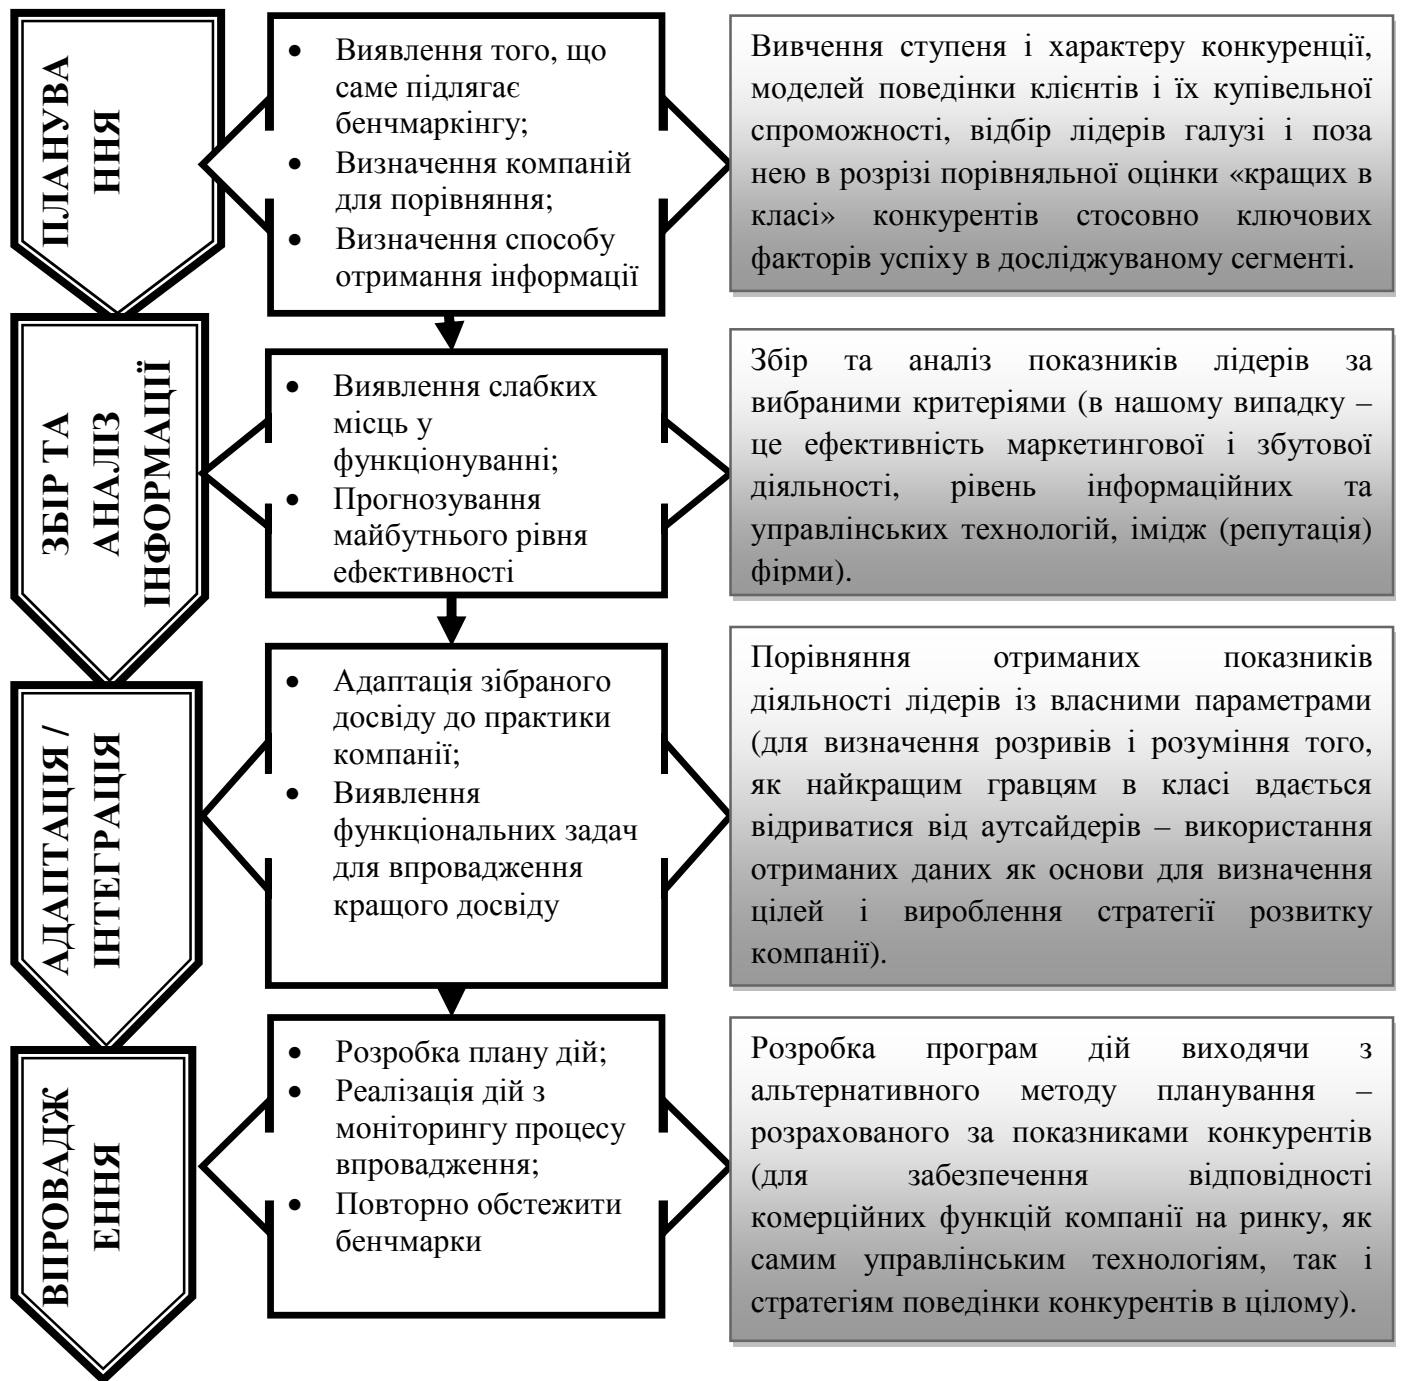 ПЛАНУВА
ННЯ
• Виявлення того, що
саме підлягає
бенчмаркінгу;
• Визначення компаній
для порівняння;
• Визначення способу
отримання інформації
Вивчення ступеня і характеру конкуренції,
моделей поведінки клієнтів і їх купівельної
спроможності, відбір лідерів галузі і поза
нею в розрізі порівняльної оцінки «кращих в
класі» конкурентів стосовно ключових
факторів успіху в досліджуваному сегменті.
ЗБІР ТА
АНАЛІЗ
ІНФОРМАЦІЇ
• Виявлення слабких
місць у
функціонуванні;
• Прогнозування
майбутнього рівня
ефективності
Збір та аналіз показників лідерів за
вибраними критеріями (в нашому випадку –
це ефективність маркетингової і збутової
діяльності, рівень інформаційних та
управлінських технологій, імідж (репутація)
фірми).
АДАПТАЦІЯ /
ІНТЕГРАЦІЯ
• Адаптація зібраного
досвіду до практики
компанії;
• Виявлення
функціональних задач
для впровадження
кращого досвіду
Порівняння отриманих показників
діяльності лідерів із власними параметрами
(для визначення розривів і розуміння того,
як найкращим гравцям в класі вдається
відриватися від аутсайдерів – використання
отриманих даних як основи для визначення
цілей і вироблення стратегії розвитку
компанії).
ВПРОВАДЖ
ЕННЯ
• Розробка плану дій;
• Реалізація дій з
моніторингу процесу
впровадження;
• Повторно обстежити
бенчмарки
Розробка програм дій виходячи з
альтернативного методу планування –
розрахованого за показниками конкурентів
(для забезпечення відповідності
комерційних функцій компанії на ринку, як
самим управлінським технологіям, так і
стратегіям поведінки конкурентів в цілому).